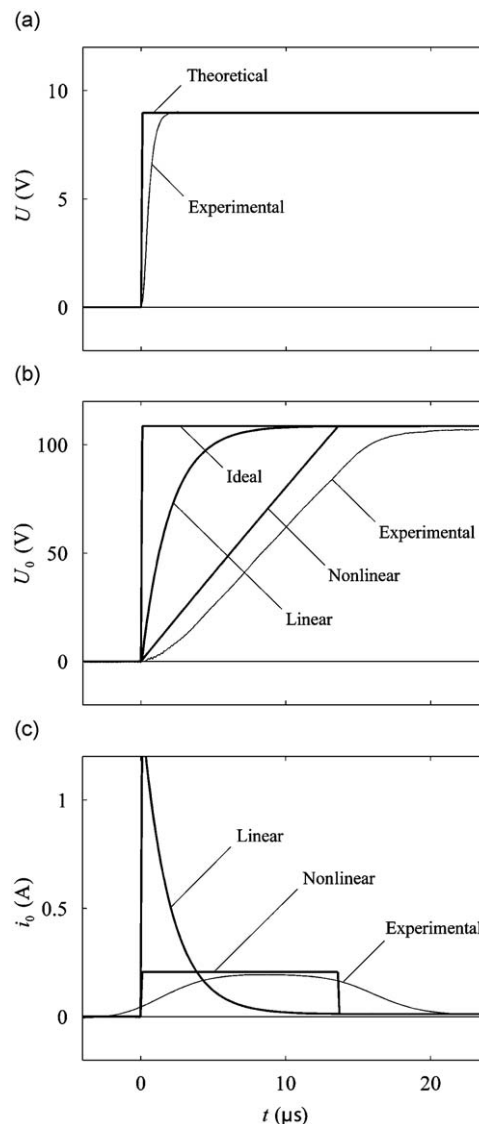 (a)
10
5
0
U (V)
Theoretical
Experimental
(b)
100
50
0
U₀ (V)
Ideal
Experimental
Nonlinear
Linear
(c)
1
0.5
0
i₀ (A)
Linear
Nonlinear
Experimental
0 10 20
t (μs)